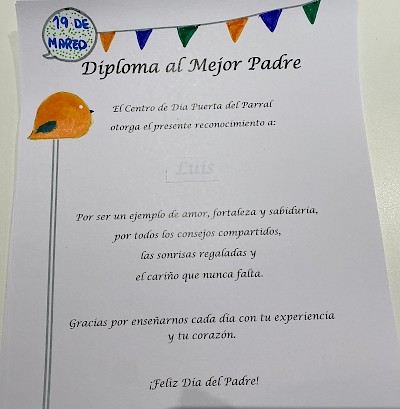 19 DE
MARZO
Diploma al Mejor Padre
El Centro de Día Puerta del Parral
otorga el presente reconocimiento a:
Luis
Por ser un ejemplo de amor, fortaleza y sabiduría,
por todos los consejos compartidos,
las sonrisas regaladas y
el cariño que nunca falta.
Gracias por enseñarnos cada día con tu experiencia
y tu corazón.
¡Feliz Día del Padre!